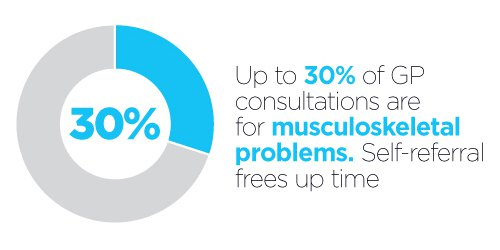 30%
Up to 30% of GP
consultations are
for musculoskeletal
problems. Self-referral
frees up time